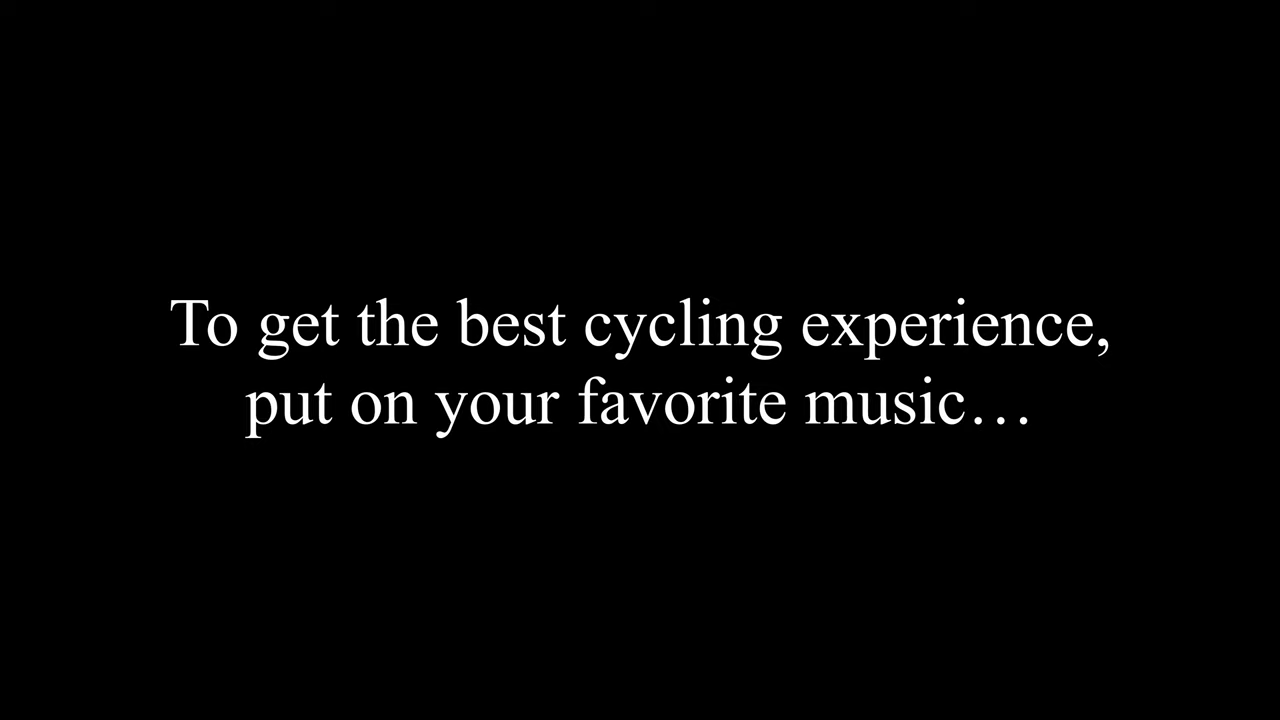 To get the best cycling experience,
put on your favorite music…